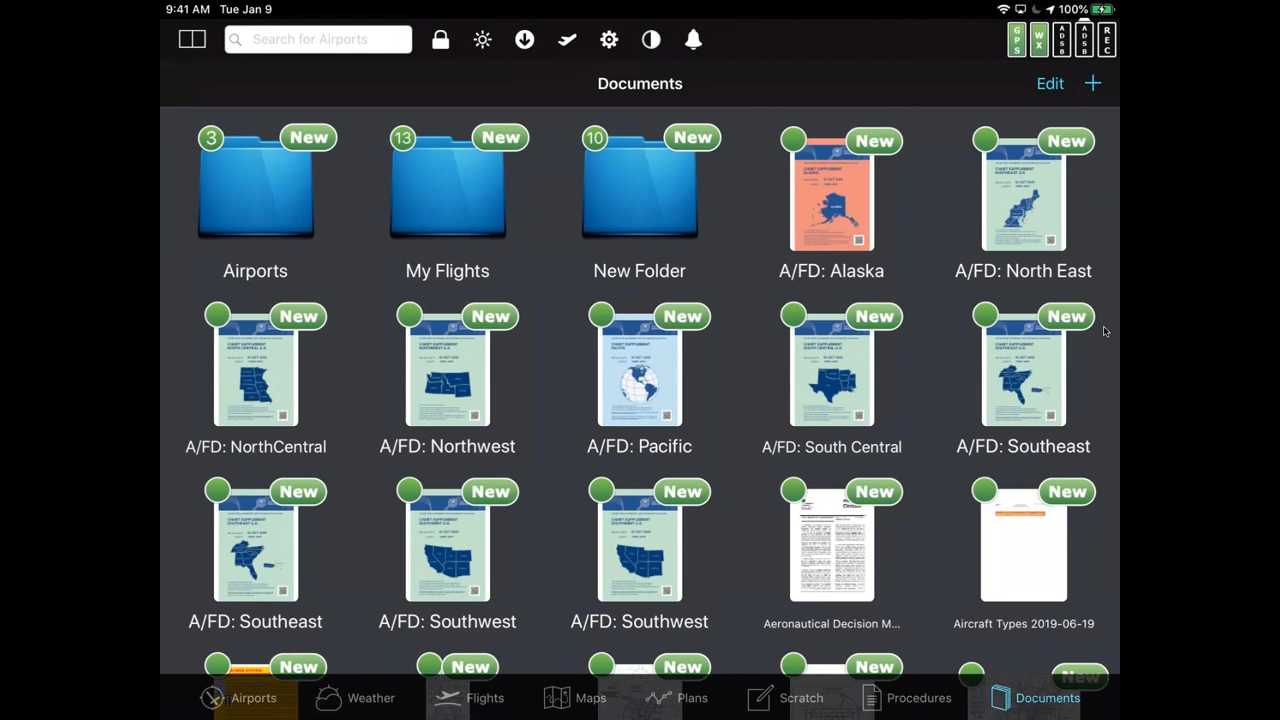 9:41 AM Tue Jan 9
100%
Search for Airports
GPS
WX
ADSB
ADSB
REC
Documents
Edit
3 New
13 New
10 New
New
New
Airports
My Flights
New Folder
A/FD: Alaska
A/FD: North East
New
New
New
New
New
A/FD: NorthCentral
A/FD: Northwest
A/FD: Pacific
A/FD: South Central
A/FD: Southeast
New
New
New
New
New
A/FD: Southeast
A/FD: Southwest
A/FD: Southwest
Aeronautical Decision M...
Aircraft Types 2019-06-19
New
New
New
New
New
Airports
Weather
Flights
Maps
Plans
Scratch
Procedures
Documents